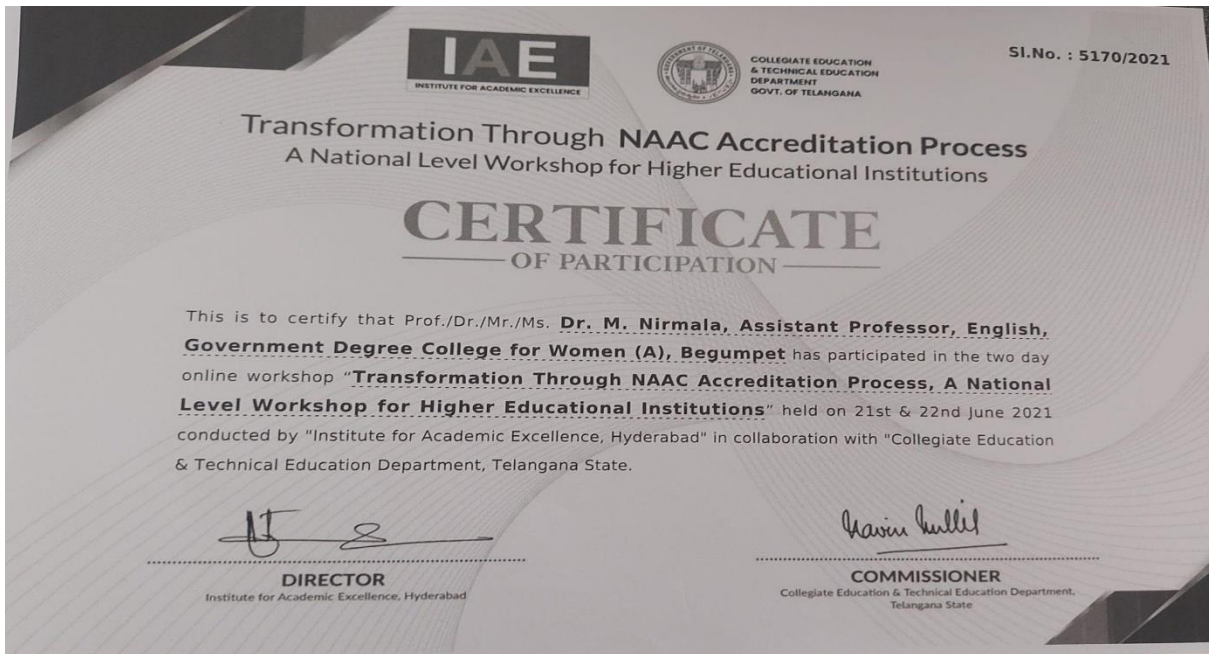 IAE
INSTITUTE FOR ACADEMIC EXCELLENCE
COLLEGIATE EDUCATION
& TECHNICAL EDUCATION
DEPARTMENT
GOVT. OF TELANGANA
SI.No. : 5170/2021
Transformation Through NAAC Accreditation Process
A National Level Workshop for Higher Educational Institutions
CERTIFICATE
OF PARTICIPATION
This is to certify that Prof./Dr./Mr./Ms. Dr. M. Nirmala, Assistant Professor, English,
Government Degree College for Women (A), Begumpet has participated in the two day
online workshop "Transformation Through NAAC Accreditation Process, A National
Level Workshop for Higher Educational Institutions" held on 21st & 22nd June 2021
conducted by "Institute for Academic Excellence, Hyderabad" in collaboration with "Collegiate Education
& Technical Education Department, Telangana State.
DIRECTOR
Institute for Academic Excellence, Hyderabad
COMMISSIONER
Collegiate Education & Technical Education Department,
Telangana State